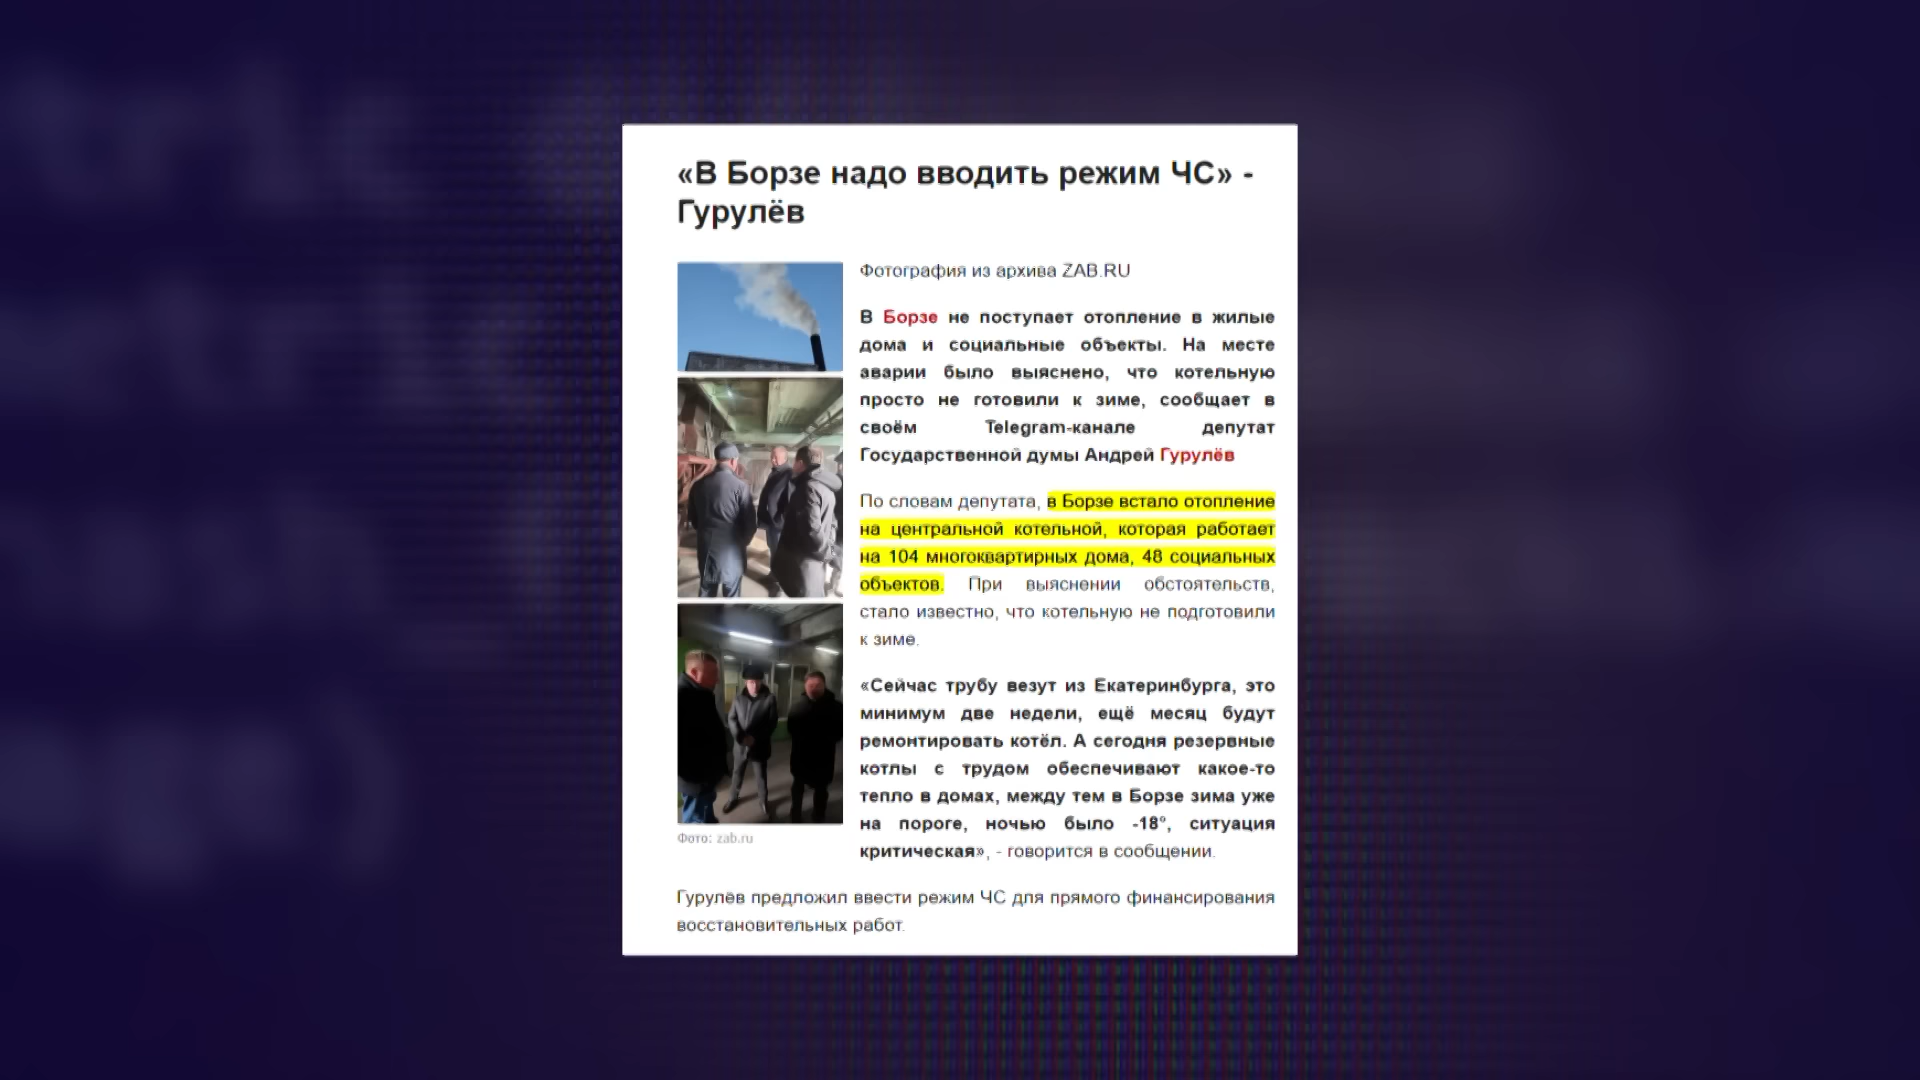 «В Борзе надо вводить режим ЧС» -
Гурулёв
Фотография из архива ZAB.RU
В Борзе не поступает отопление в жилые
дома и социальные объекты. На месте
аварии было выяснено, что котельную
просто не готовили к зиме, сообщает в
своём Telegram-канале депутат
Государственной думы Андрей Гурулёв
По словам депутата, в Борзе встало отопление
на центральной котельной, которая работает
на 104 многоквартирных дома, 48 социальных
объектов. При выяснении обстоятельств,
стало известно, что котельную не подготовили
к зиме.
«Сейчас трубу везут из Екатеринбурга, это
минимум две недели, ещё месяц будут
ремонтировать котёл. А сегодня резервные
котлы с трудом обеспечивают какое-то
тепло в домах, между тем в Борзе зима уже
на пороге, ночью было -18°, ситуация
критическая», - говорится в сообщении.
Фото: zab.ru
Гурулёв предложил ввести режим ЧС для прямого финансирования
восстановительных работ.